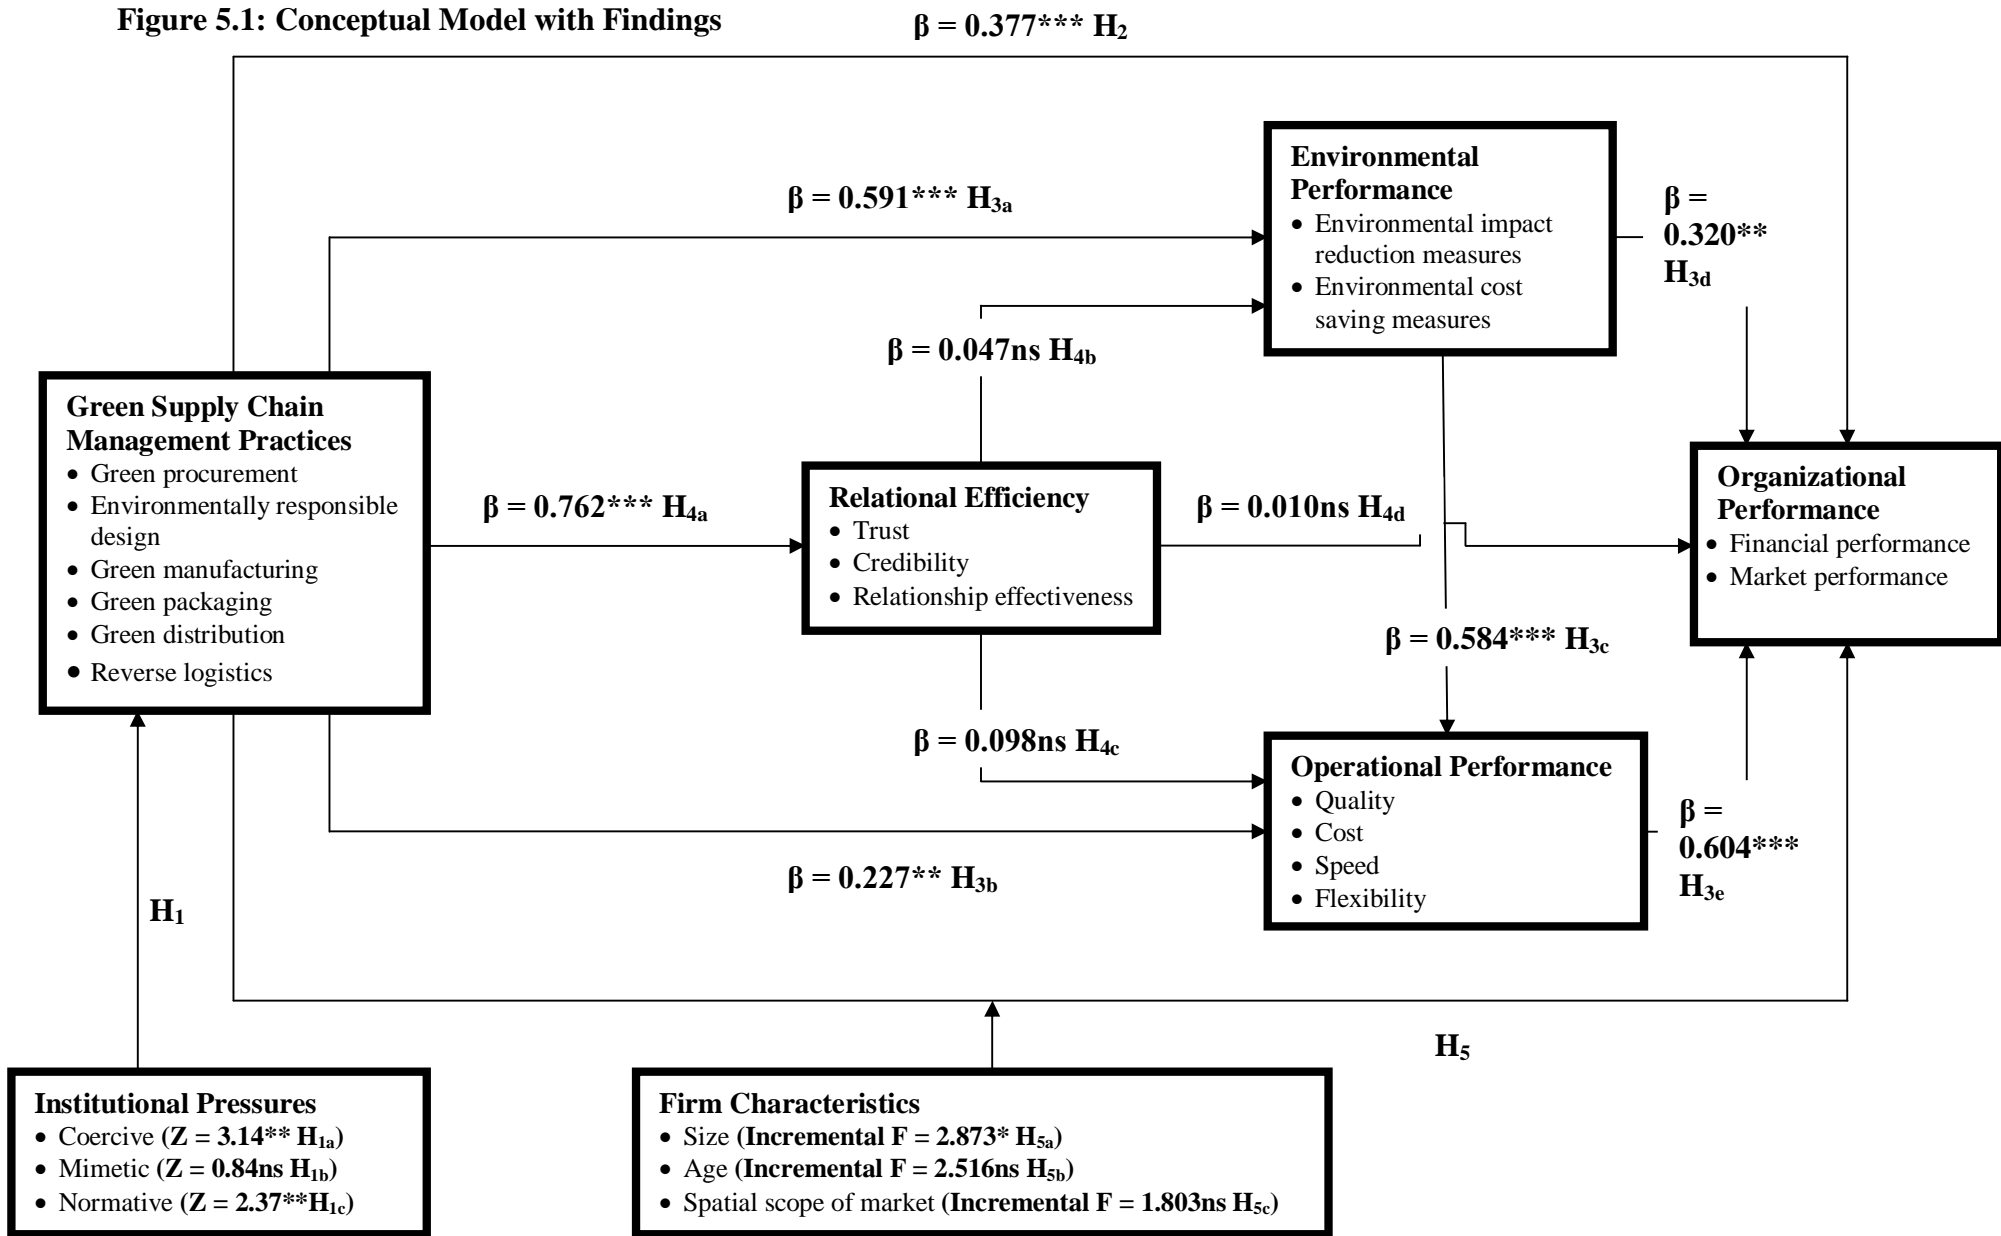 Figure 5.1: Conceptual Model with Findings
β = 0.377*** H2
Environmental
Performance
• Environmental impact
reduction measures
• Environmental cost
saving measures
β = 0.591*** H3a
β =
0.320**
H3d
β = 0.047ns H4b
Green Supply Chain
Management Practices
• Green procurement
• Environmentally responsible
design
• Green manufacturing
• Green packaging
• Green distribution
• Reverse logistics
β = 0.762*** H4a
Relational Efficiency
• Trust
• Credibility
• Relationship effectiveness
β = 0.010ns H4d
Organizational
Performance
• Financial performance
• Market performance
β = 0.584*** H3c
β = 0.098ns H4c
Operational Performance
• Quality
• Cost
• Speed
• Flexibility
β =
0.604***
H3e
β = 0.227** H3b
H1
H5
Institutional Pressures
• Coercive (Z = 3.14** H1a)
• Mimetic (Z = 0.84ns H1b)
• Normative (Z = 2.37**H1c)
Firm Characteristics
• Size (Incremental F = 2.873* H5a)
• Age (Incremental F = 2.516ns H5b)
• Spatial scope of market (Incremental F = 1.803ns H5c)